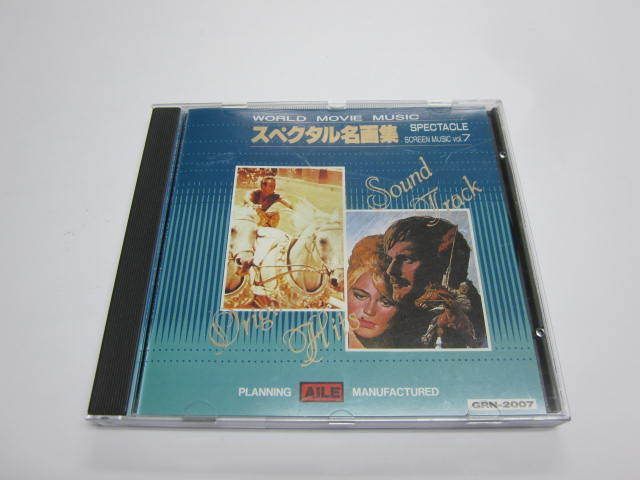 WORLD MOVIE MUSIC
スペクタル名画集
SPECTACLE
SCREEN MUSIC vol.7
Sound
Track
Hits
PLANNING AILE MANUFACTURED
GRN-2007